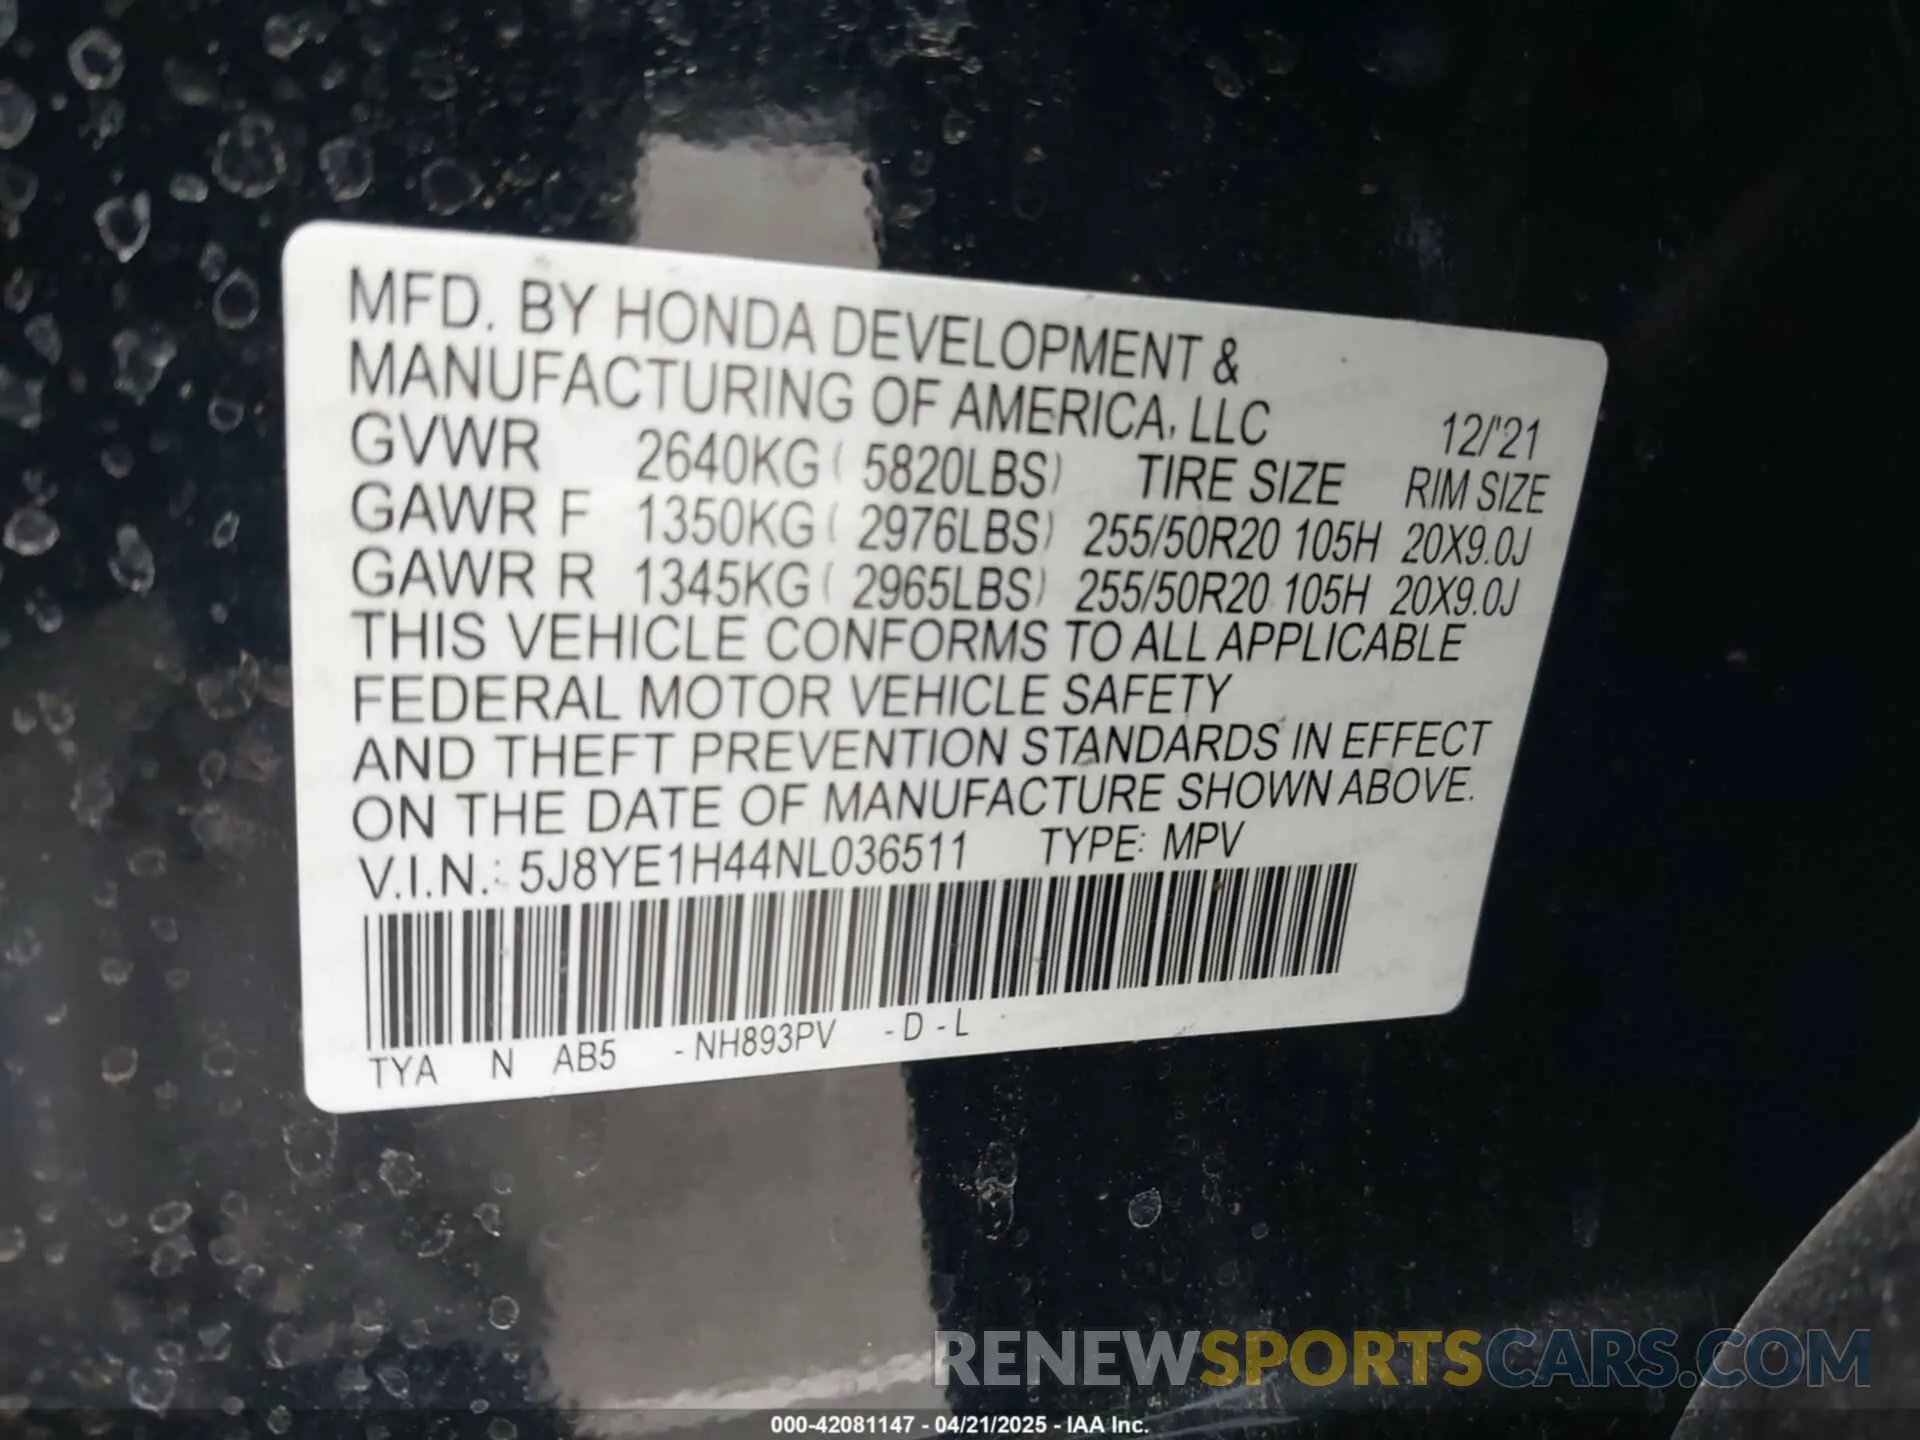 MFD. BY HONDA DEVELOPMENT &
MANUFACTURING OF AMERICA, LLC 12/'21
GVWR 2640KG ( 5820LBS) TIRE SIZE RIM SIZE
GAWR F 1350KG ( 2976LBS) 255/50R20 105H 20X9.0J
GAWR R 1345KG ( 2965LBS) 255/50R20 105H 20X9.0J
THIS VEHICLE CONFORMS TO ALL APPLICABLE
FEDERAL MOTOR VEHICLE SAFETY
AND THEFT PREVENTION STANDARDS IN EFFECT
ON THE DATE OF MANUFACTURE SHOWN ABOVE.
V.I.N.: 5J8YE1H44NL036511 TYPE: MPV
TYA N AB5 - NH893PV - D - L
RENEWSPORTSCARS.COM
000-42081147 - 04/21/2025 - IAA Inc.